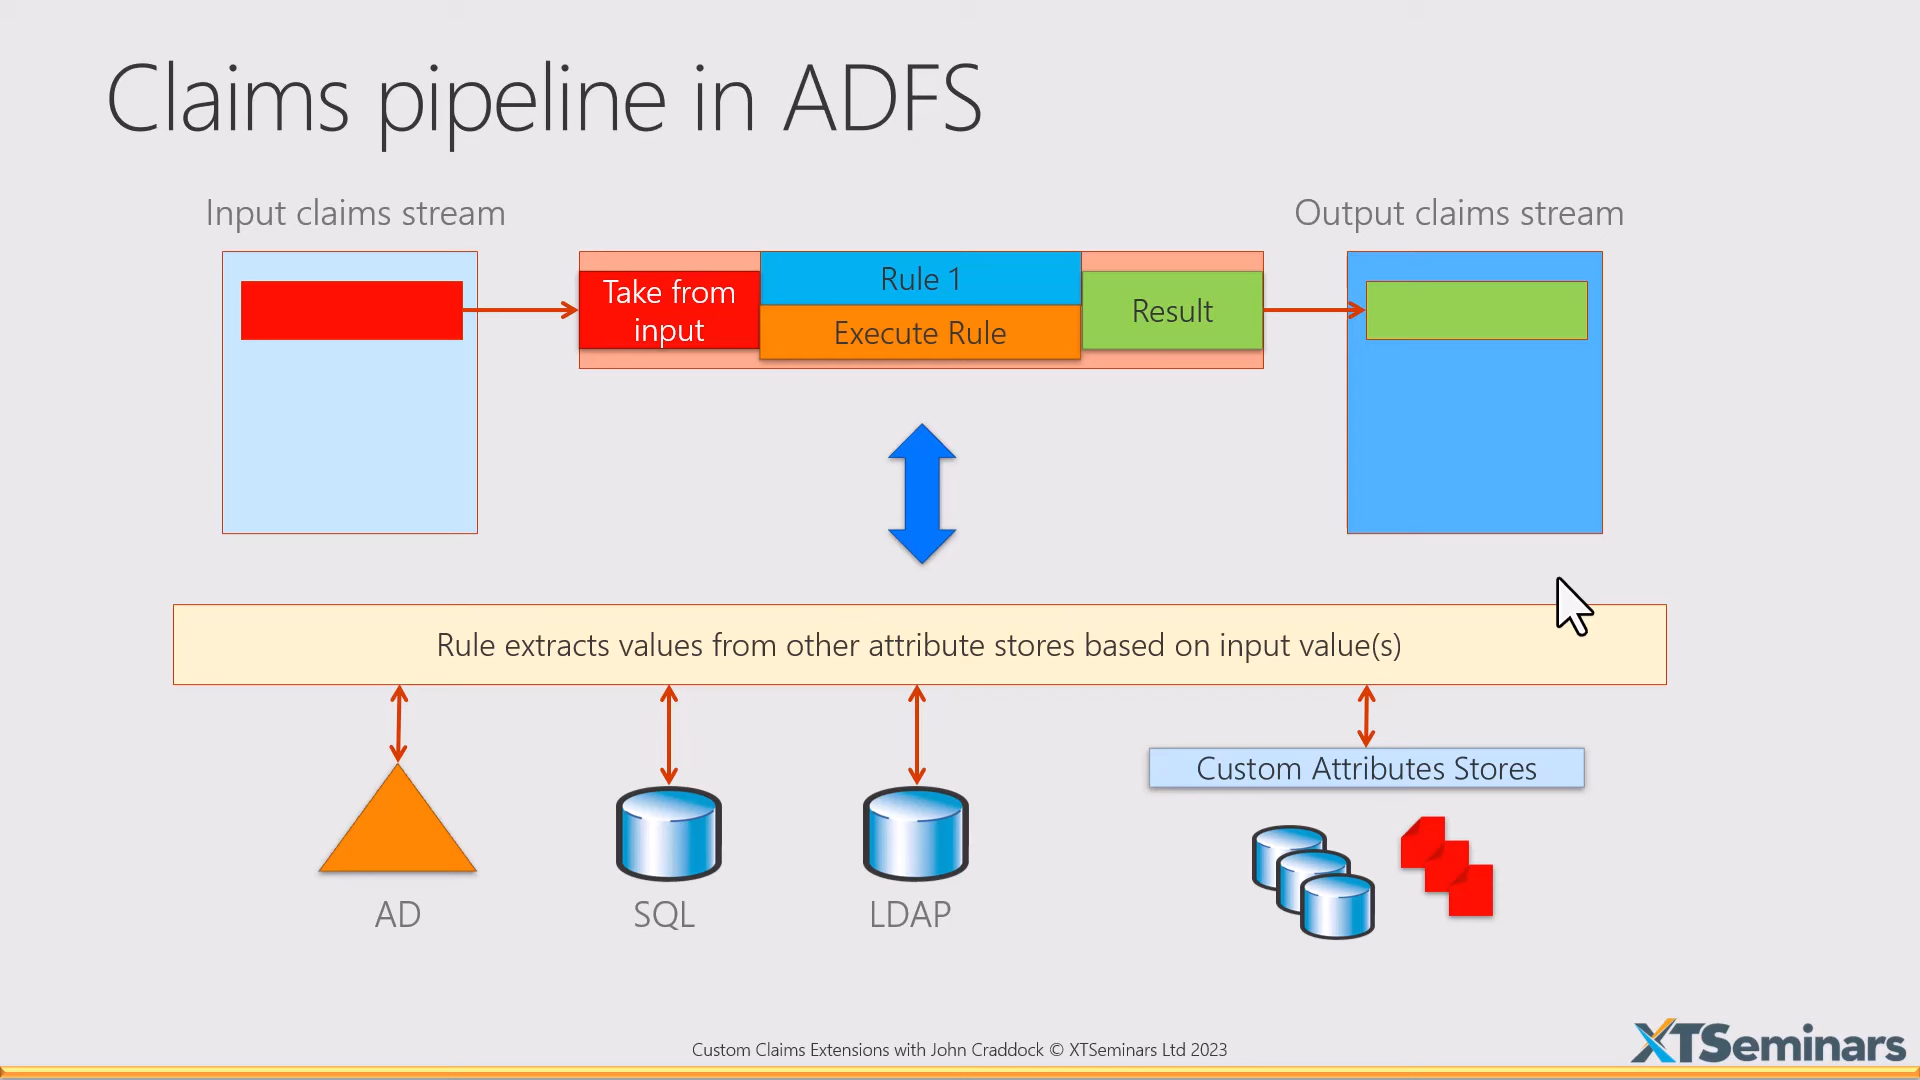 Claims pipeline in ADFS
Input claims stream
Output claims stream
Take from
input
Rule 1
Execute Rule
Result
Rule extracts values from other attribute stores based on input value(s)
Custom Attributes Stores
AD
SQL
LDAP
Custom Claims Extensions with John Craddock © XTSeminars Ltd 2023
XTSeminars